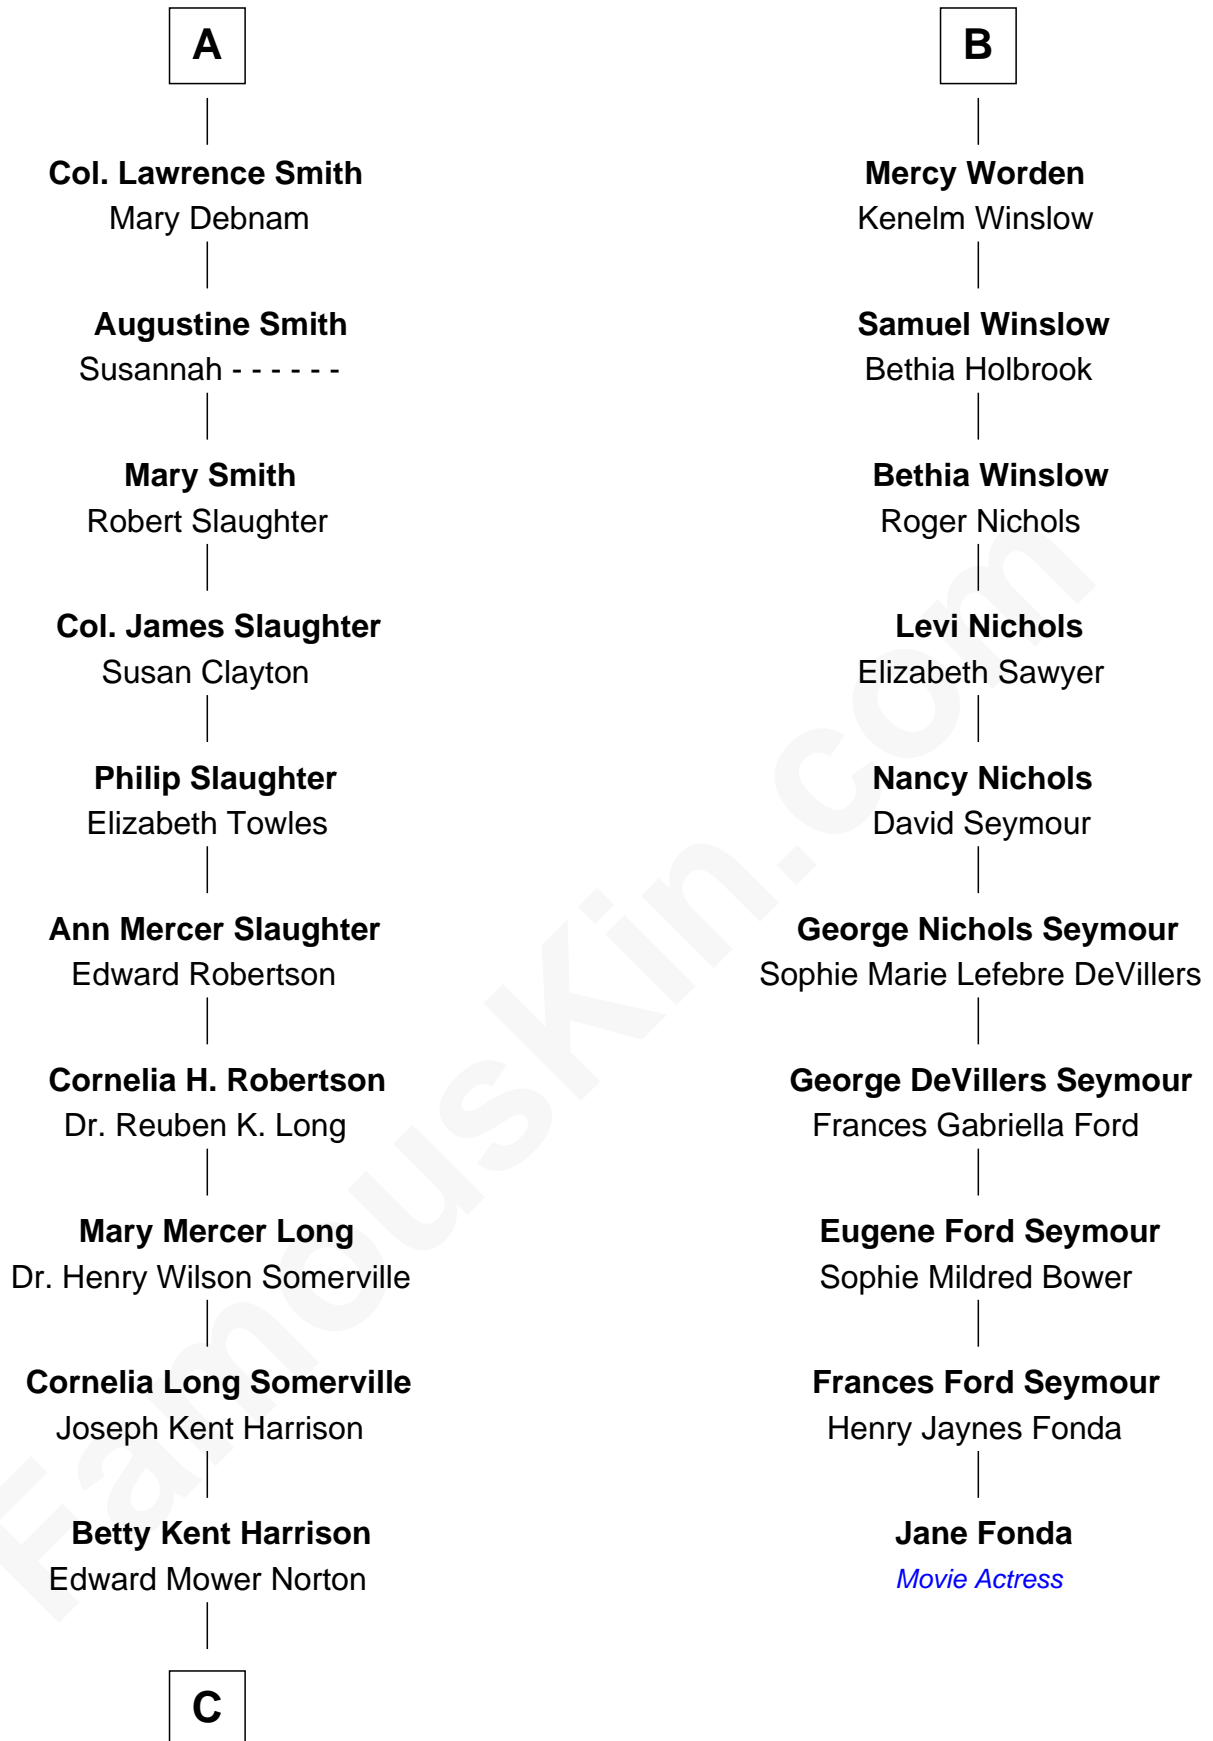 A
Col. Lawrence Smith
Mary Debnam
Augustine Smith
Susannah - - - - - -
Mary Smith
Robert Slaughter
Col. James Slaughter
Susan Clayton
Philip Slaughter
Elizabeth Towles
Ann Mercer Slaughter
Edward Robertson
Cornelia H. Robertson
Dr. Reuben K. Long
Mary Mercer Long
Dr. Henry Wilson Somerville
Cornelia Long Somerville
Joseph Kent Harrison
Betty Kent Harrison
Edward Mower Norton
C
B
Mercy Worden
Kenelm Winslow
Samuel Winslow
Bethia Holbrook
Bethia Winslow
Roger Nichols
Levi Nichols
Elizabeth Sawyer
Nancy Nichols
David Seymour
George Nichols Seymour
Sophie Marie Lefebre DeVillers
George DeVillers Seymour
Frances Gabriella Ford
Eugene Ford Seymour
Sophie Mildred Bower
Frances Ford Seymour
Henry Jaynes Fonda
Jane Fonda
Movie Actress
FamousKin.com